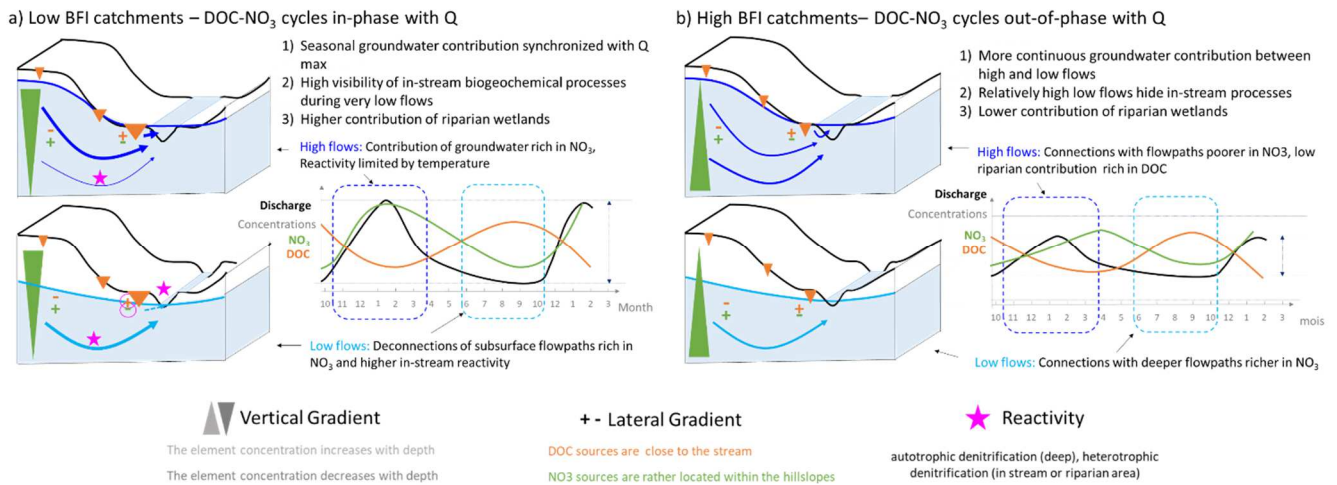 a) Low BFI catchments – DOC-NO3 cycles in-phase with Q
1) Seasonal groundwater contribution synchronized with Q
max
2) High visibility of in-stream biogeochemical processes
during very low flows
3) Higher contribution of riparian wetlands
High flows: Contribution of groundwater rich in NO3,
Reactivity limited by temperature
- +
+ -
Discharge
Concentrations
NO3
DOC
10 11 12 1 2 3 4 5 6 7 8 9 10 11 12 1 2 3
Month
- +
+ -
Low flows: Deconnections of subsurface flowpaths rich in
NO3 and higher in-stream reactivity
b) High BFI catchments– DOC-NO3 cycles out-of-phase with Q
1) More continuous groundwater contribution between
high and low flows
2) Relatively high low flows hide in-stream processes
3) Lower contribution of riparian wetlands
High flows: Connections with flowpaths poorer in NO3, low
riparian contribution rich in DOC
- +
+ -
Discharge
Concentrations
NO3
DOC
10 11 12 1 2 3 4 5 6 7 8 9 10 11 12 1 2 3
mois
- +
+ -
Low flows: Connections with deeper flowpaths richer in NO3
Vertical Gradient
The element concentration increases with depth
The element concentration decreases with depth
+ - Lateral Gradient
DOC sources are close to the stream
NO3 sources are rather located within the hillslopes
Reactivity
autotrophic denitrification (deep), heterotrophic
denitrification (in stream or riparian area)